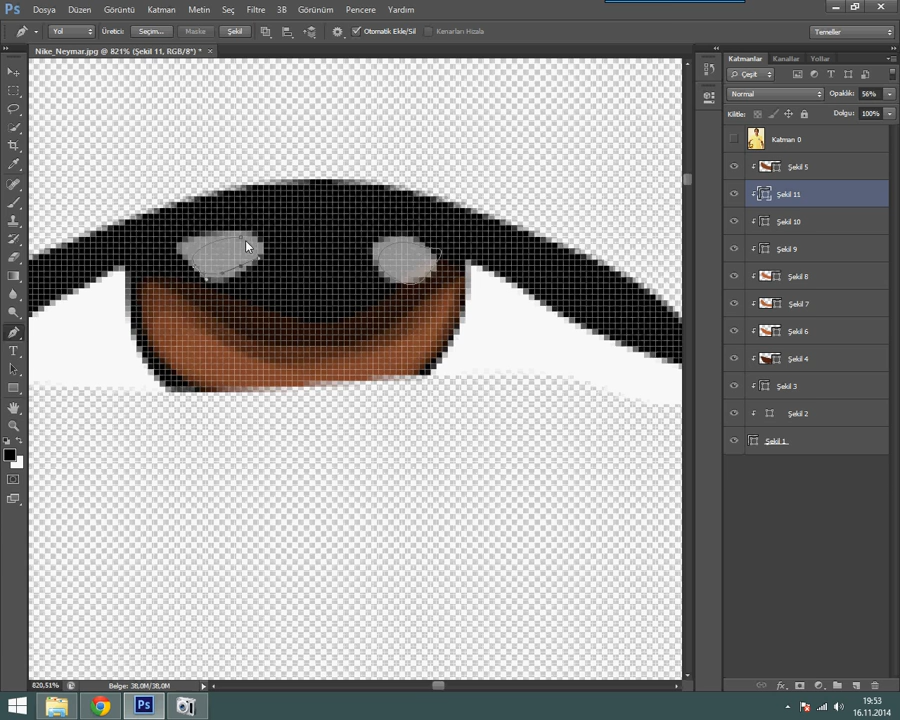 Ps Dosya Düzen Görüntü Katman Metin Seç Filtre 3B Görünüm Pencere Yardım
Yol Üretici: Seçim... Maske Şekil Otomatik Ekle/Sil Kenarları Hizala Temeller
Nike_Neymar.jpg @ 821% (Şekil 11, RGB/8*) * ×
Katmanlar Kanallar Yollar
Çeşit
Normal Opaklık: 56%
Kilitle: Dolgu: 100%
Katman 0
Şekil 5
Şekil 11
Şekil 10
Şekil 9
Şekil 8
Şekil 7
Şekil 6
Şekil 4
Şekil 3
Şekil 2
Şekil 1
820,51% Belge: 38,0M/38,0M
fx
Ps
19:53
16.11.2014